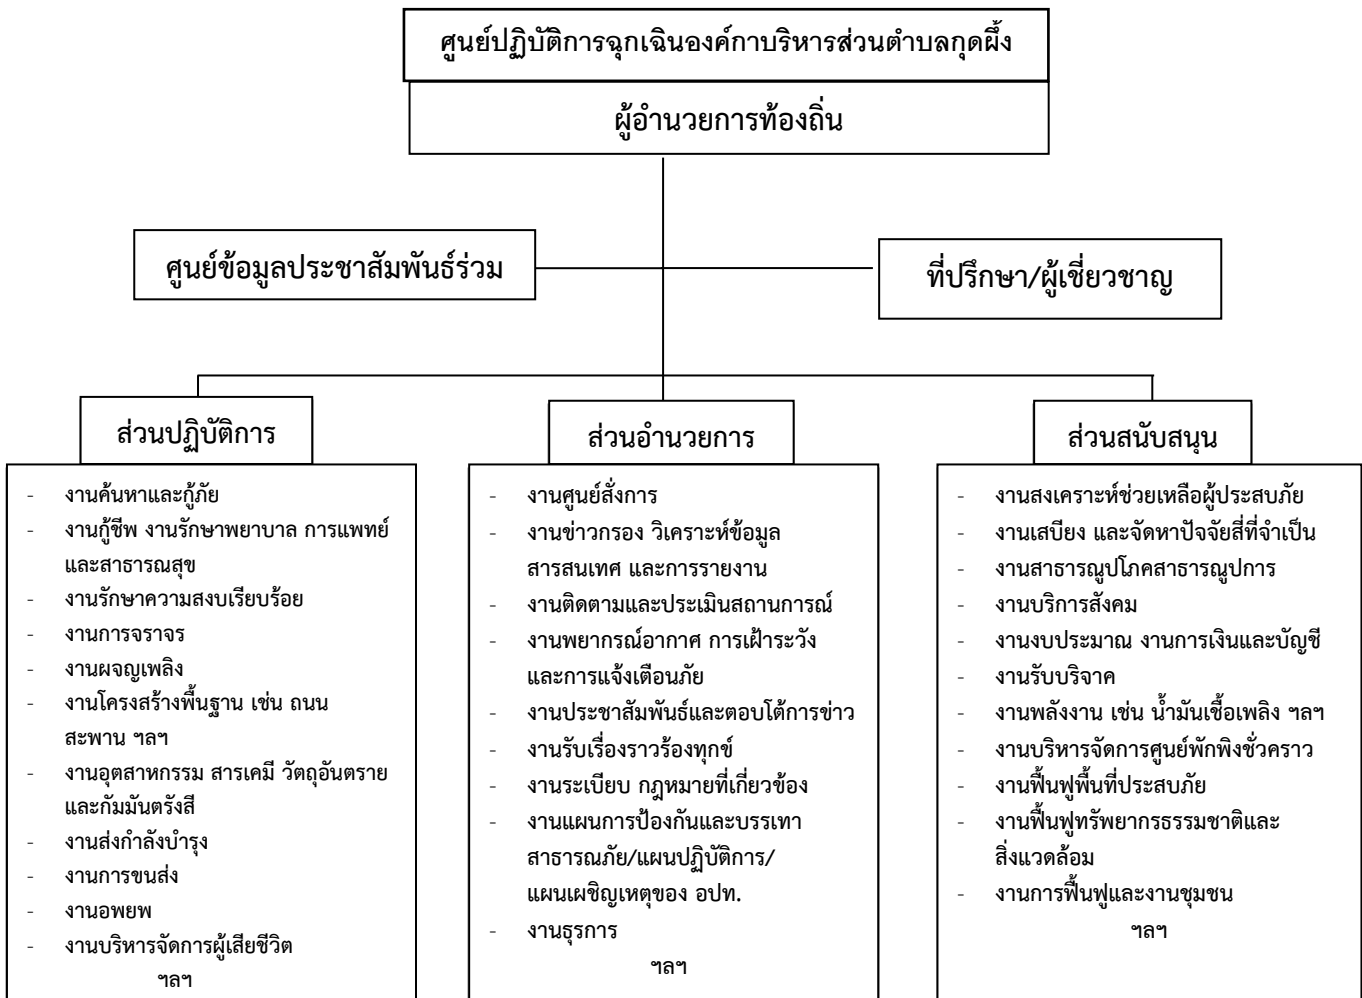 ศูนย์ปฏิบัติการฉุกเฉินองค์กาบริหารส่วนตำบลกุดผึ้ง
ผู้อำนวยการท้องถิ่น
ศูนย์ข้อมูลประชาสัมพันธ์ร่วม
ที่ปรึกษา/ผู้เชี่ยวชาญ
ส่วนปฏิบัติการ
- งานค้นหาและกู้ภัย
- งานกู้ชีพ งานรักษาพยาบาล การแพทย์
และสาธารณสุข
- งานรักษาความสงบเรียบร้อย
- งานการจราจร
- งานผจญเพลิง
- งานโครงสร้างพื้นฐาน เช่น ถนน
สะพาน ฯลฯ
- งานอุตสาหกรรม สารเคมี วัตถุอันตราย
และกัมมันตรังสี
- งานส่งกำลังบำรุง
- งานการขนส่ง
- งานอพยพ
- งานบริหารจัดการผู้เสียชีวิต
ฯลฯ
ส่วนอำนวยการ
- งานศูนย์สั่งการ
- งานข่าวกรอง วิเคราะห์ข้อมูล
สารสนเทศ และการรายงาน
- งานติดตามและประเมินสถานการณ์
- งานพยากรณ์อากาศ การเฝ้าระวัง
และการแจ้งเตือนภัย
- งานประชาสัมพันธ์และตอบโต้การข่าว
- งานรับเรื่องราวร้องทุกข์
- งานระเบียบ กฎหมายที่เกี่ยวข้อง
- งานแผนการป้องกันและบรรเทา
สาธารณภัย/แผนปฏิบัติการ/
แผนเผชิญเหตุของ อปท.
- งานธุรการ
ฯลฯ
ส่วนสนับสนุน
- งานสงเคราะห์ช่วยเหลือผู้ประสบภัย
- งานเสบียง และจัดหาปัจจัยสี่ที่จำเป็น
- งานสาธารณูปโภคสาธารณูปการ
- งานบริการสังคม
- งานงบประมาณ งานการเงินและบัญชี
- งานรับบริจาค
- งานพลังงาน เช่น น้ำมันเชื้อเพลิง ฯลฯ
- งานบริหารจัดการศูนย์พักพิงชั่วคราว
- งานฟื้นฟูพื้นที่ประสบภัย
- งานฟื้นฟูทรัพยากรธรรมชาติและ
สิ่งแวดล้อม
- งานการฟื้นฟูและงานชุมชน
ฯลฯ